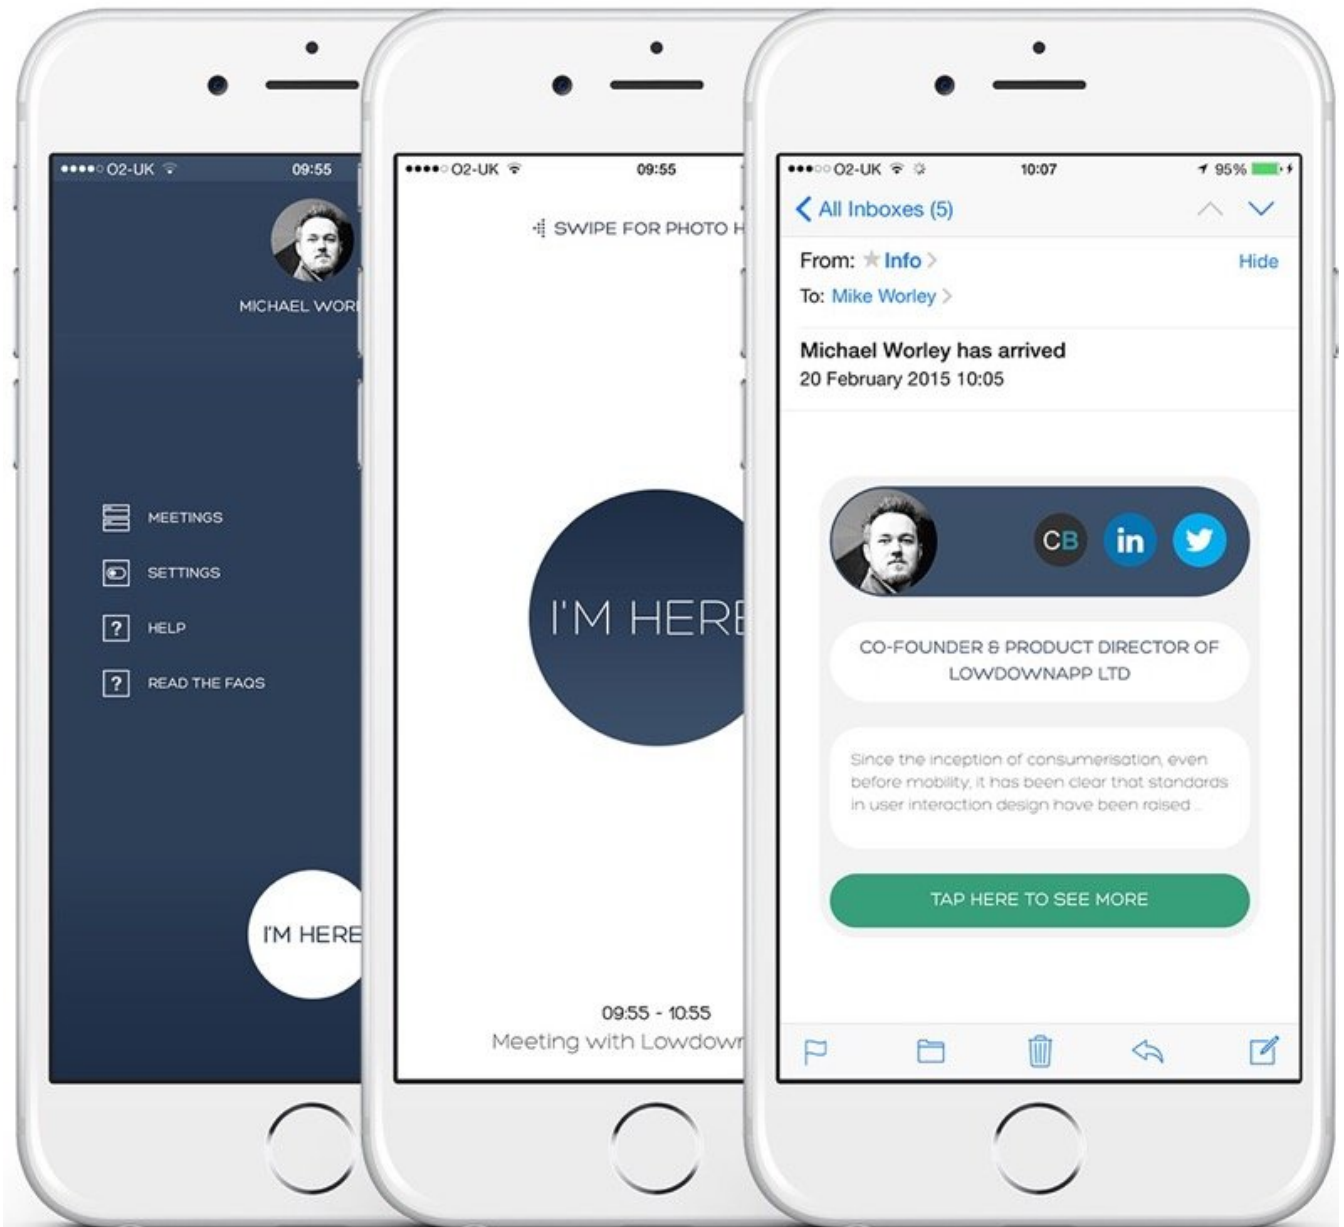 O2-UK 09:55
MICHAEL WOR
MEETINGS
SETTINGS
? HELP
? READ THE FAQS
I'M HERE
O2-UK 09:55
SWIPE FOR PHOTO H
I'M HERE
09:55 - 10:55
Meeting with Lowdown
O2-UK 10:07 95%
All Inboxes (5)
From: Info Hide
To: Mike Worley
Michael Worley has arrived
20 February 2015 10:05
CB in
CO-FOUNDER & PRODUCT DIRECTOR OF
LOWDOWNAPP LTD
Since the inception of consumerisation, even
before mobility, it has been clear that standards
in user interaction design have been raised ...
TAP HERE TO SEE MORE